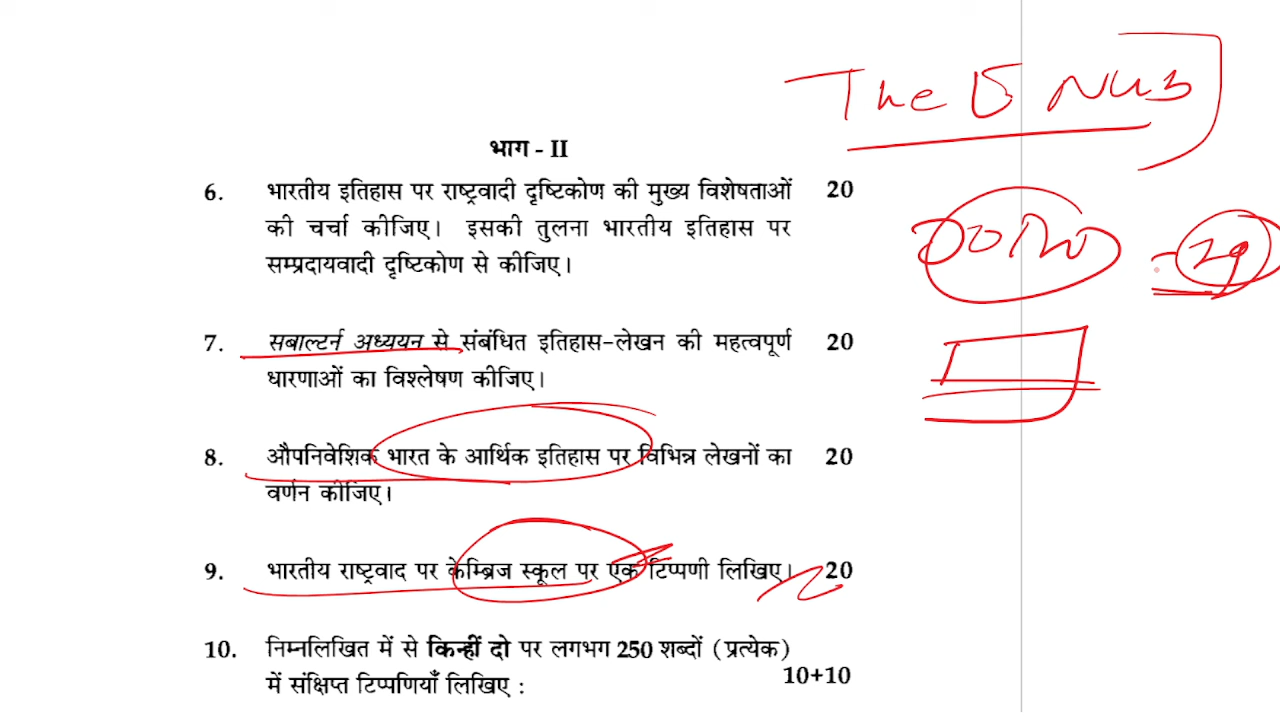 The
भाग - II
6. भारतीय इतिहास पर राष्ट्रवादी दृष्टिकोण की मुख्य विशेषताओं 20
की चर्चा कीजिए। इसकी तुलना भारतीय इतिहास पर
सम्प्रदायवादी दृष्टिकोण से कीजिए।
7. सबाल्टर्न अध्ययन से संबंधित इतिहास-लेखन की महत्वपूर्ण 20
धारणाओं का विश्लेषण कीजिए।
8. औपनिवेशिक भारत के आर्थिक इतिहास पर विभिन्न लेखनों का 20
वर्णन कीजिए।
9. भारतीय राष्ट्रवाद पर केम्ब्रिज स्कूल पर एक टिप्पणी लिखिए। 20
10. निम्नलिखित में से किन्हीं दो पर लगभग 250 शब्दों (प्रत्येक)
में संक्षिप्त टिप्पणियाँ लिखिए : 10+10